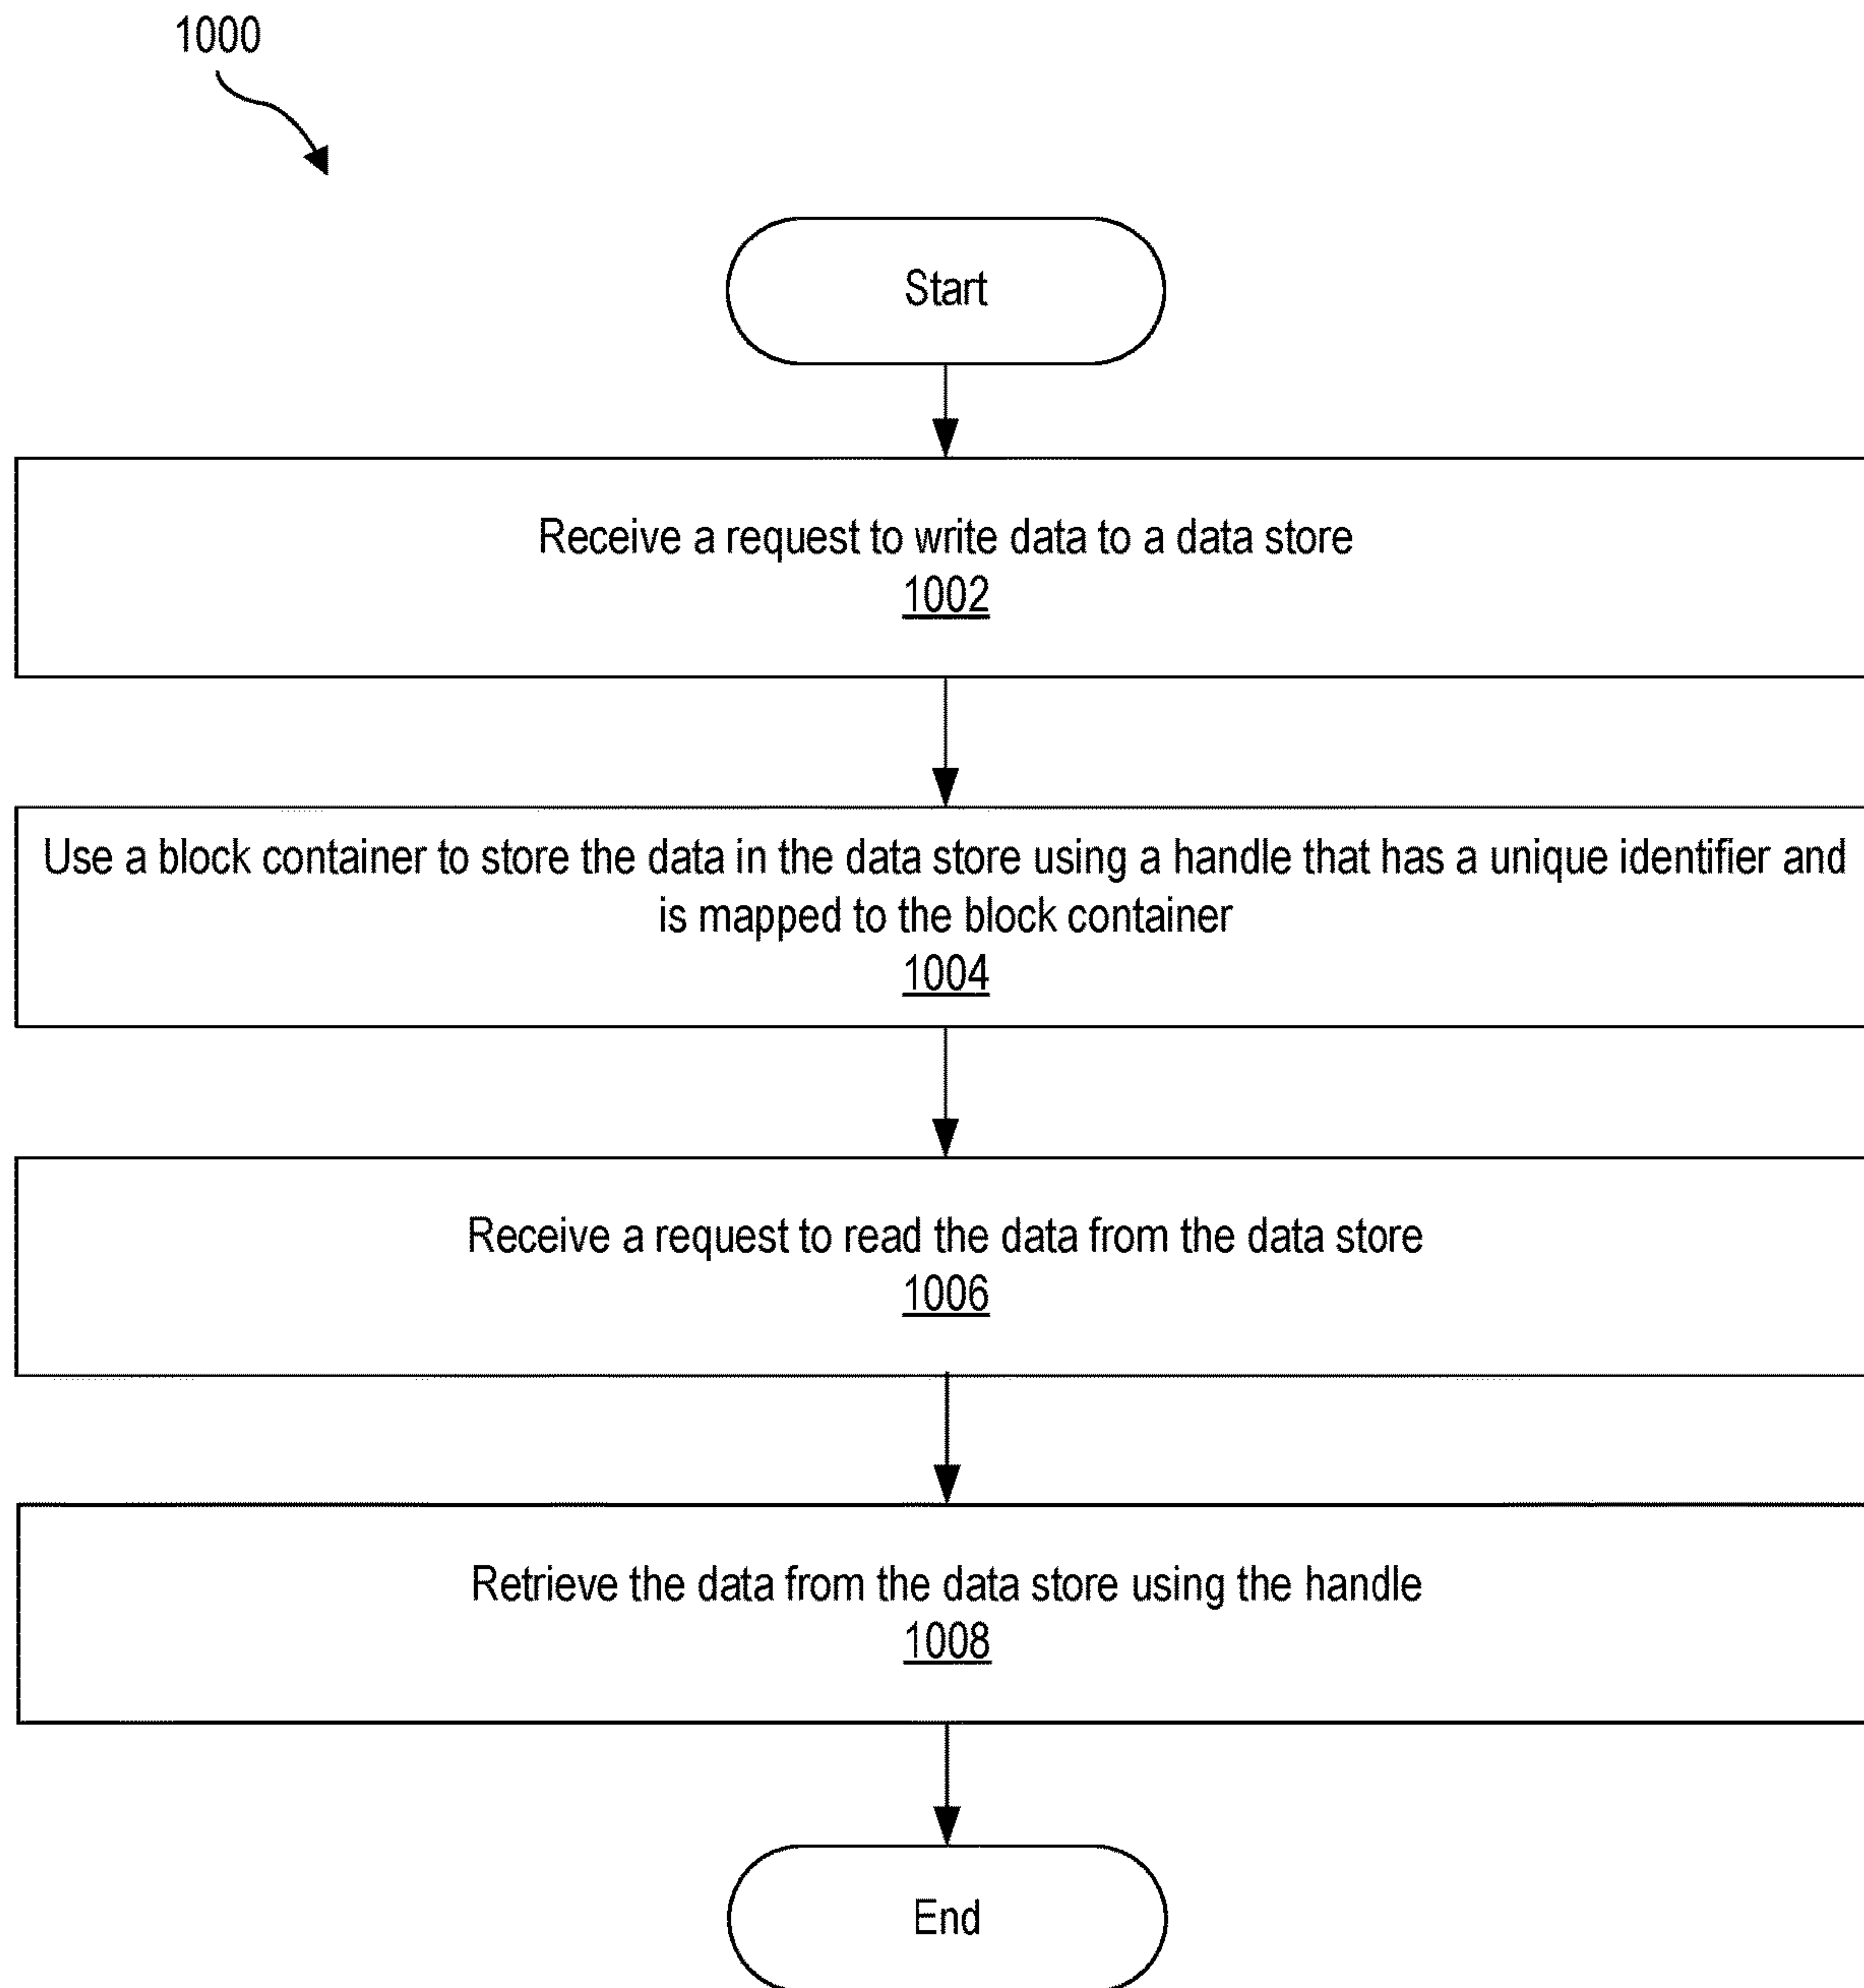 1000
Start
Receive a request to write data to a data store
1002
Use a block container to store the data in the data store using a handle that has a unique identifier and
is mapped to the block container
1004
Receive a request to read the data from the data store
1006
Retrieve the data from the data store using the handle
1008
End